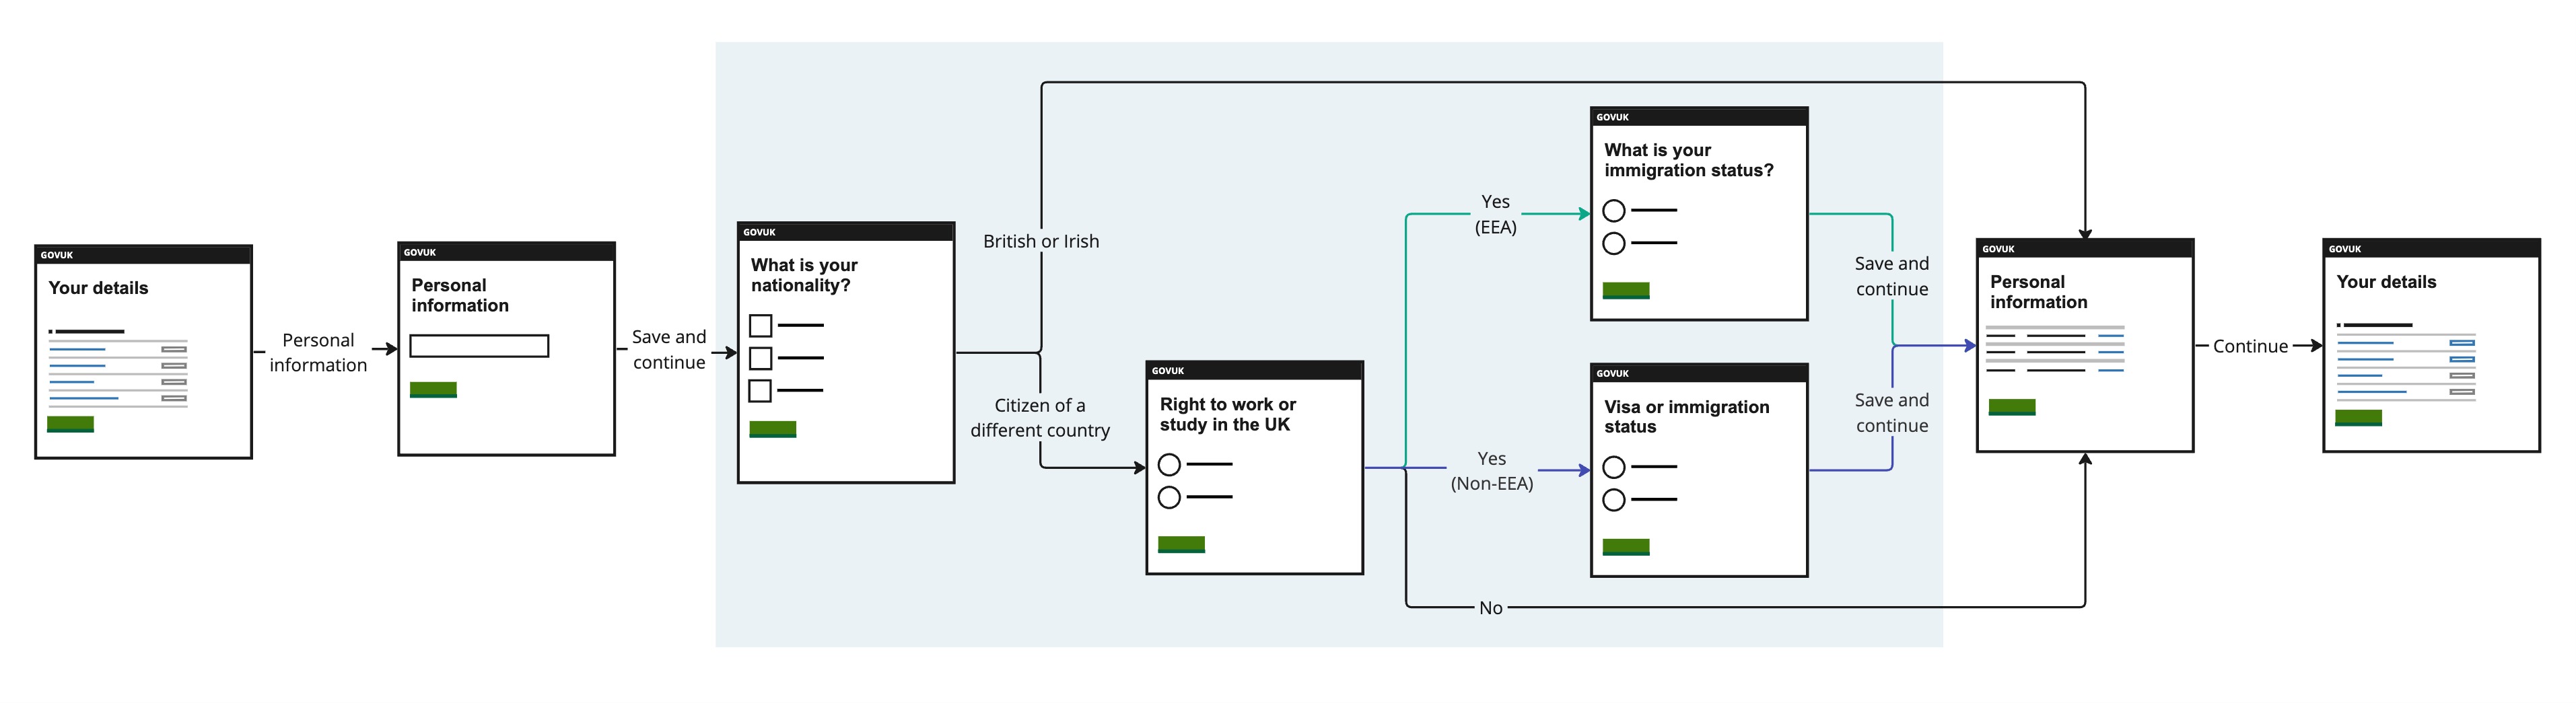 GOVUK
Your details
Personal
information
GOVUK
Personal
information
Save and
continue
GOVUK
What is your
nationality?
British or Irish
Citizen of a
different country
GOVUK
Right to work or
study in the UK
Yes
(EEA)
GOVUK
What is your
immigration status?
Save and
continue
Yes
(Non-EEA)
GOVUK
Visa or immigration
status
Save and
continue
No
GOVUK
Personal
information
Continue
GOVUK
Your details